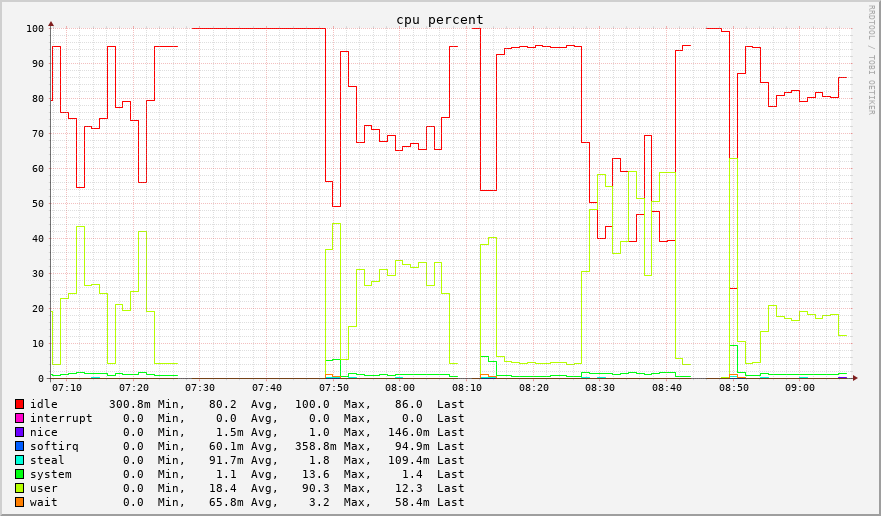 cpu percent
RRDTOOL / TOBI OETIKER
100
90
80
70
60
50
40
30
20
10
0
07:10 07:20 07:30 07:40 07:50 08:00 08:10 08:20 08:30 08:40 08:50 09:00
idle 300.8m Min, 80.2 Avg, 100.0 Max, 86.0 Last
interrupt 0.0 Min, 0.0 Avg, 0.0 Max, 0.0 Last
nice 0.0 Min, 1.5m Avg, 1.0 Max, 146.0m Last
softirq 0.0 Min, 60.1m Avg, 358.8m Max, 94.9m Last
steal 0.0 Min, 91.7m Avg, 1.8 Max, 109.4m Last
system 0.0 Min, 1.1 Avg, 13.6 Max, 1.4 Last
user 0.0 Min, 18.4 Avg, 90.3 Max, 12.3 Last
wait 0.0 Min, 65.8m Avg, 3.2 Max, 58.4m Last